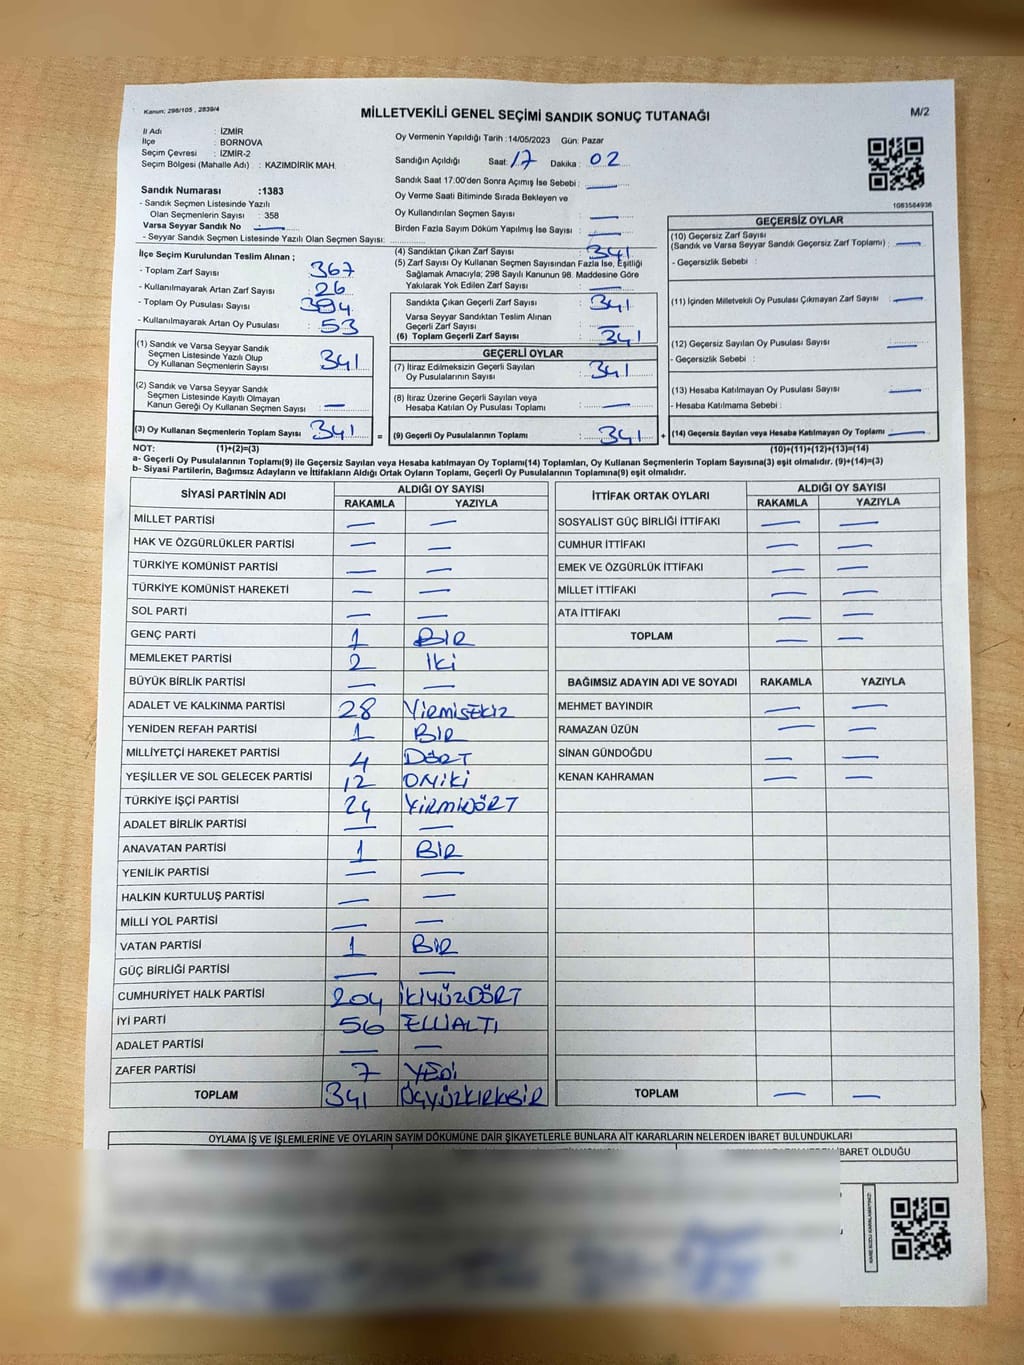 Kanun; 298/105 , 2839/4
MİLLETVEKİLİ GENEL SEÇİMİ SANDIK SONUÇ TUTANAĞI
M/2
İl Adı : İZMİR
İlçe : BORNOVA
Seçim Çevresi : İZMİR-2
Seçim Bölgesi (Mahalle Adı) : KAZIMDİRİK MAH.
Oy Vermenin Yapıldığı Tarih : 14/05/2023 Gün: Pazar
Sandığın Açıldığı Saat: 17 Dakika : 02
Sandık Saat 17.00'den Sonra Açımış İse Sebebi : —
Oy Verme Saati Bitiminde Sırada Bekleyen ve
Oy Kullandırılan Seçmen Sayısı —
Birden Fazla Sayım Döküm Yapılmış İse Sayısı : —
1083584936
Sandık Numarası :1383
- Sandık Seçmen Listesinde Yazılı
Olan Seçmenlerin Sayısı : 358
Varsa Seyyar Sandık No : —
- Seyyar Sandık Seçmen Listesinde Yazılı Olan Seçmen Sayısı:
İlçe Seçim Kurulundan Teslim Alınan ;
- Toplam Zarf Sayısı : 367
- Kullanılmayarak Artan Zarf Sayısı : 26
- Toplam Oy Pusulası Sayısı : 394
- Kullanılmayarak Artan Oy Pusulası : 53
(1) Sandık ve Varsa Seyyar Sandık
Seçmen Listesinde Yazılı Olup
Oy Kullanan Seçmenlerin Sayısı : 341
(2) Sandık ve Varsa Seyyar Sandık
Seçmen Listesinde Kayıtlı Olmayan
Kanun Gereği Oy Kullanan Seçmen Sayısı : —
(3) Oy Kullanan Seçmenlerin Toplam Sayısı : 341
(4) Sandıktan Çıkan Zarf Sayısı : 341
(5) Zarf Sayısı Oy Kullanan Seçmen Sayısından Fazla İse, Eşitliği
Sağlamak Amacıyla; 298 Sayılı Kanunun 98. Maddesine Göre
Yakılarak Yok Edilen Zarf Sayısı : —
Sandıkta Çıkan Geçerli Zarf Sayısı : 341
Varsa Seyyar Sandıktan Teslim Alınan
Geçerli Zarf Sayısı : —
(6) Toplam Geçerli Zarf Sayısı : 341
GEÇERLİ OYLAR
(7) İtiraz Edilmeksizin Geçerli Sayılan
Oy Pusulalarının Sayısı : 341
(8) İtiraz Üzerine Geçerli Sayılan veya
Hesaba Katılan Oy Pusulası Toplamı : —
= (9) Geçerli Oy Pusulalarının Toplamı : 341 +
GEÇERSİZ OYLAR
(10) Geçersiz Zarf Sayısı
(Sandık ve Varsa Seyyar Sandık Geçersiz Zarf Toplamı) : —
- Geçersizlik Sebebi :
(11) İçinden Milletvekili Oy Pusulası Çıkmayan Zarf Sayısı : —
(12) Geçersiz Sayılan Oy Pusulası Sayısı : —
- Geçersizlik Sebebi :
(13) Hesaba Katılmayan Oy Pusulası Sayısı : —
- Hesaba Katılmama Sebebi :
(14) Geçersiz Sayılan veya Hesaba Katılmayan Oy Toplamı : —
NOT: (1)+(2)=(3) (10)+(11)+(12)+(13)=(14)
a- Geçerli Oy Pusulalarının Toplamı(9) ile Geçersiz Sayılan veya Hesaba katılmayan Oy Toplamı(14) Toplamları, Oy Kullanan Seçmenlerin Toplam Sayısına(3) eşit olmalıdır. (9)+(14)=(3)
b- Siyasi Partilerin, Bağımsız Adayların ve İttifakların Aldığı Ortak Oyların Toplamı, Geçerli Oy Pusulalarının Toplamına(9) eşit olmalıdır.
SİYASİ PARTİNİN ADI ALDIĞI OY SAYISI
RAKAMLA YAZIYLA
MİLLET PARTİSİ — —
HAK VE ÖZGÜRLÜKLER PARTİSİ — —
TÜRKİYE KOMÜNİST PARTİSİ — —
TÜRKİYE KOMÜNİST HAREKETİ — —
SOL PARTİ — —
GENÇ PARTİ 1 BİR
MEMLEKET PARTİSİ 2 İki
BÜYÜK BİRLİK PARTİSİ — —
ADALET VE KALKINMA PARTİSİ 28 YİRMİSEKİZ
YENİDEN REFAH PARTİSİ 1 BİR
MİLLİYETÇİ HAREKET PARTİSİ 4 DÖRT
YEŞİLLER VE SOL GELECEK PARTİSİ 12 ONİKİ
TÜRKİYE İŞÇİ PARTİSİ 24 YİRMİDÖRT
ADALET BİRLİK PARTİSİ — —
ANAVATAN PARTİSİ 1 BİR
YENİLİK PARTİSİ — —
HALKIN KURTULUŞ PARTİSİ — —
MİLLİ YOL PARTİSİ — —
VATAN PARTİSİ 1 BİR
GÜÇ BİRLİĞİ PARTİSİ — —
CUMHURİYET HALK PARTİSİ 204 İKİYÜZDÖRT
İYİ PARTİ 56 ELLİALTI
ADALET PARTİSİ — —
ZAFER PARTİSİ 7 YEDİ
TOPLAM 341 ÜÇYÜZKIRKBİR
İTTİFAK ORTAK OYLARI ALDIĞI OY SAYISI
RAKAMLA YAZIYLA
SOSYALİST GÜÇ BİRLİĞİ İTTİFAKI — —
CUMHUR İTTİFAKI — —
EMEK VE ÖZGÜRLÜK İTTİFAKI — —
MİLLET İTTİFAKI — —
ATA İTTİFAKI — —
TOPLAM — —
BAĞIMSIZ ADAYIN ADI VE SOYADI RAKAMLA YAZIYLA
MEHMET BAYINDIR — —
RAMAZAN ÜZÜN — —
SİNAN GÜNDOĞDU — —
KENAN KAHRAMAN — —
TOPLAM — —
OYLAMA İŞ VE İŞLEMLERİNE VE OYLARIN SAYIM DÖKÜMÜNE DAİR ŞİKAYETLERLE BUNLARA AİT KARARLARIN NELERDEN İBARET BULUNDUKLARI
İBARET OLDUĞU